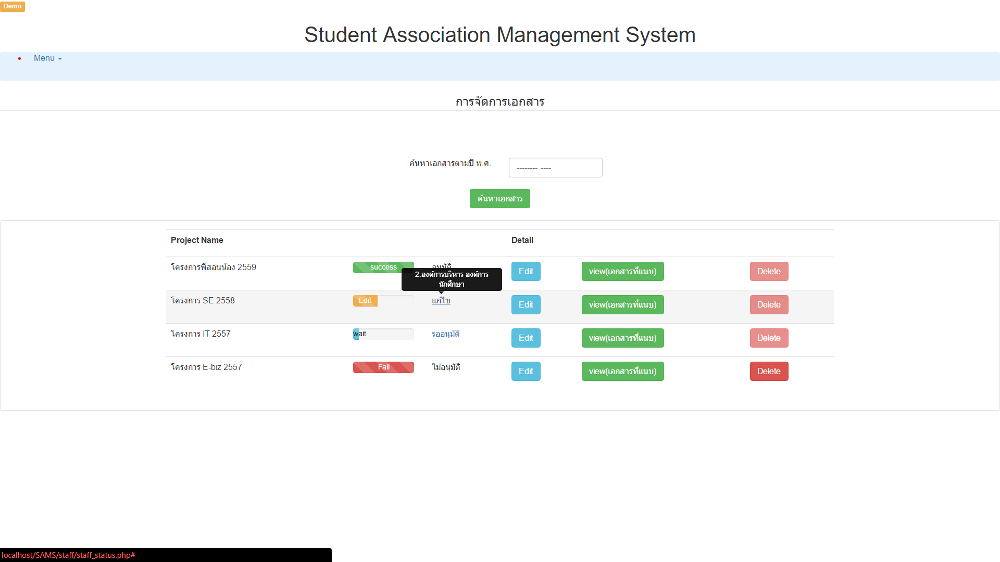 Demo
Student Association Management System
Menu
การจัดการเอกสาร
ค้นหาเอกสารตามปี พ.ศ.
-------- ----
ค้นหาเอกสาร
Project Name Detail
โครงการพี่สอนน้อง 2559 success อนุมัติ Edit view(เอกสารที่แนบ) Delete
2.องค์การบริหาร องค์การ
นักศึกษา
โครงการ SE 2558 Edit แก้ไข Edit view(เอกสารที่แนบ) Delete
โครงการ IT 2557 wait รออนุมัติ Edit view(เอกสารที่แนบ) Delete
โครงการ E-biz 2557 Fail ไม่อนุมัติ Edit view(เอกสารที่แนบ) Delete
localhost/SAMS/staff/staff_status.php#